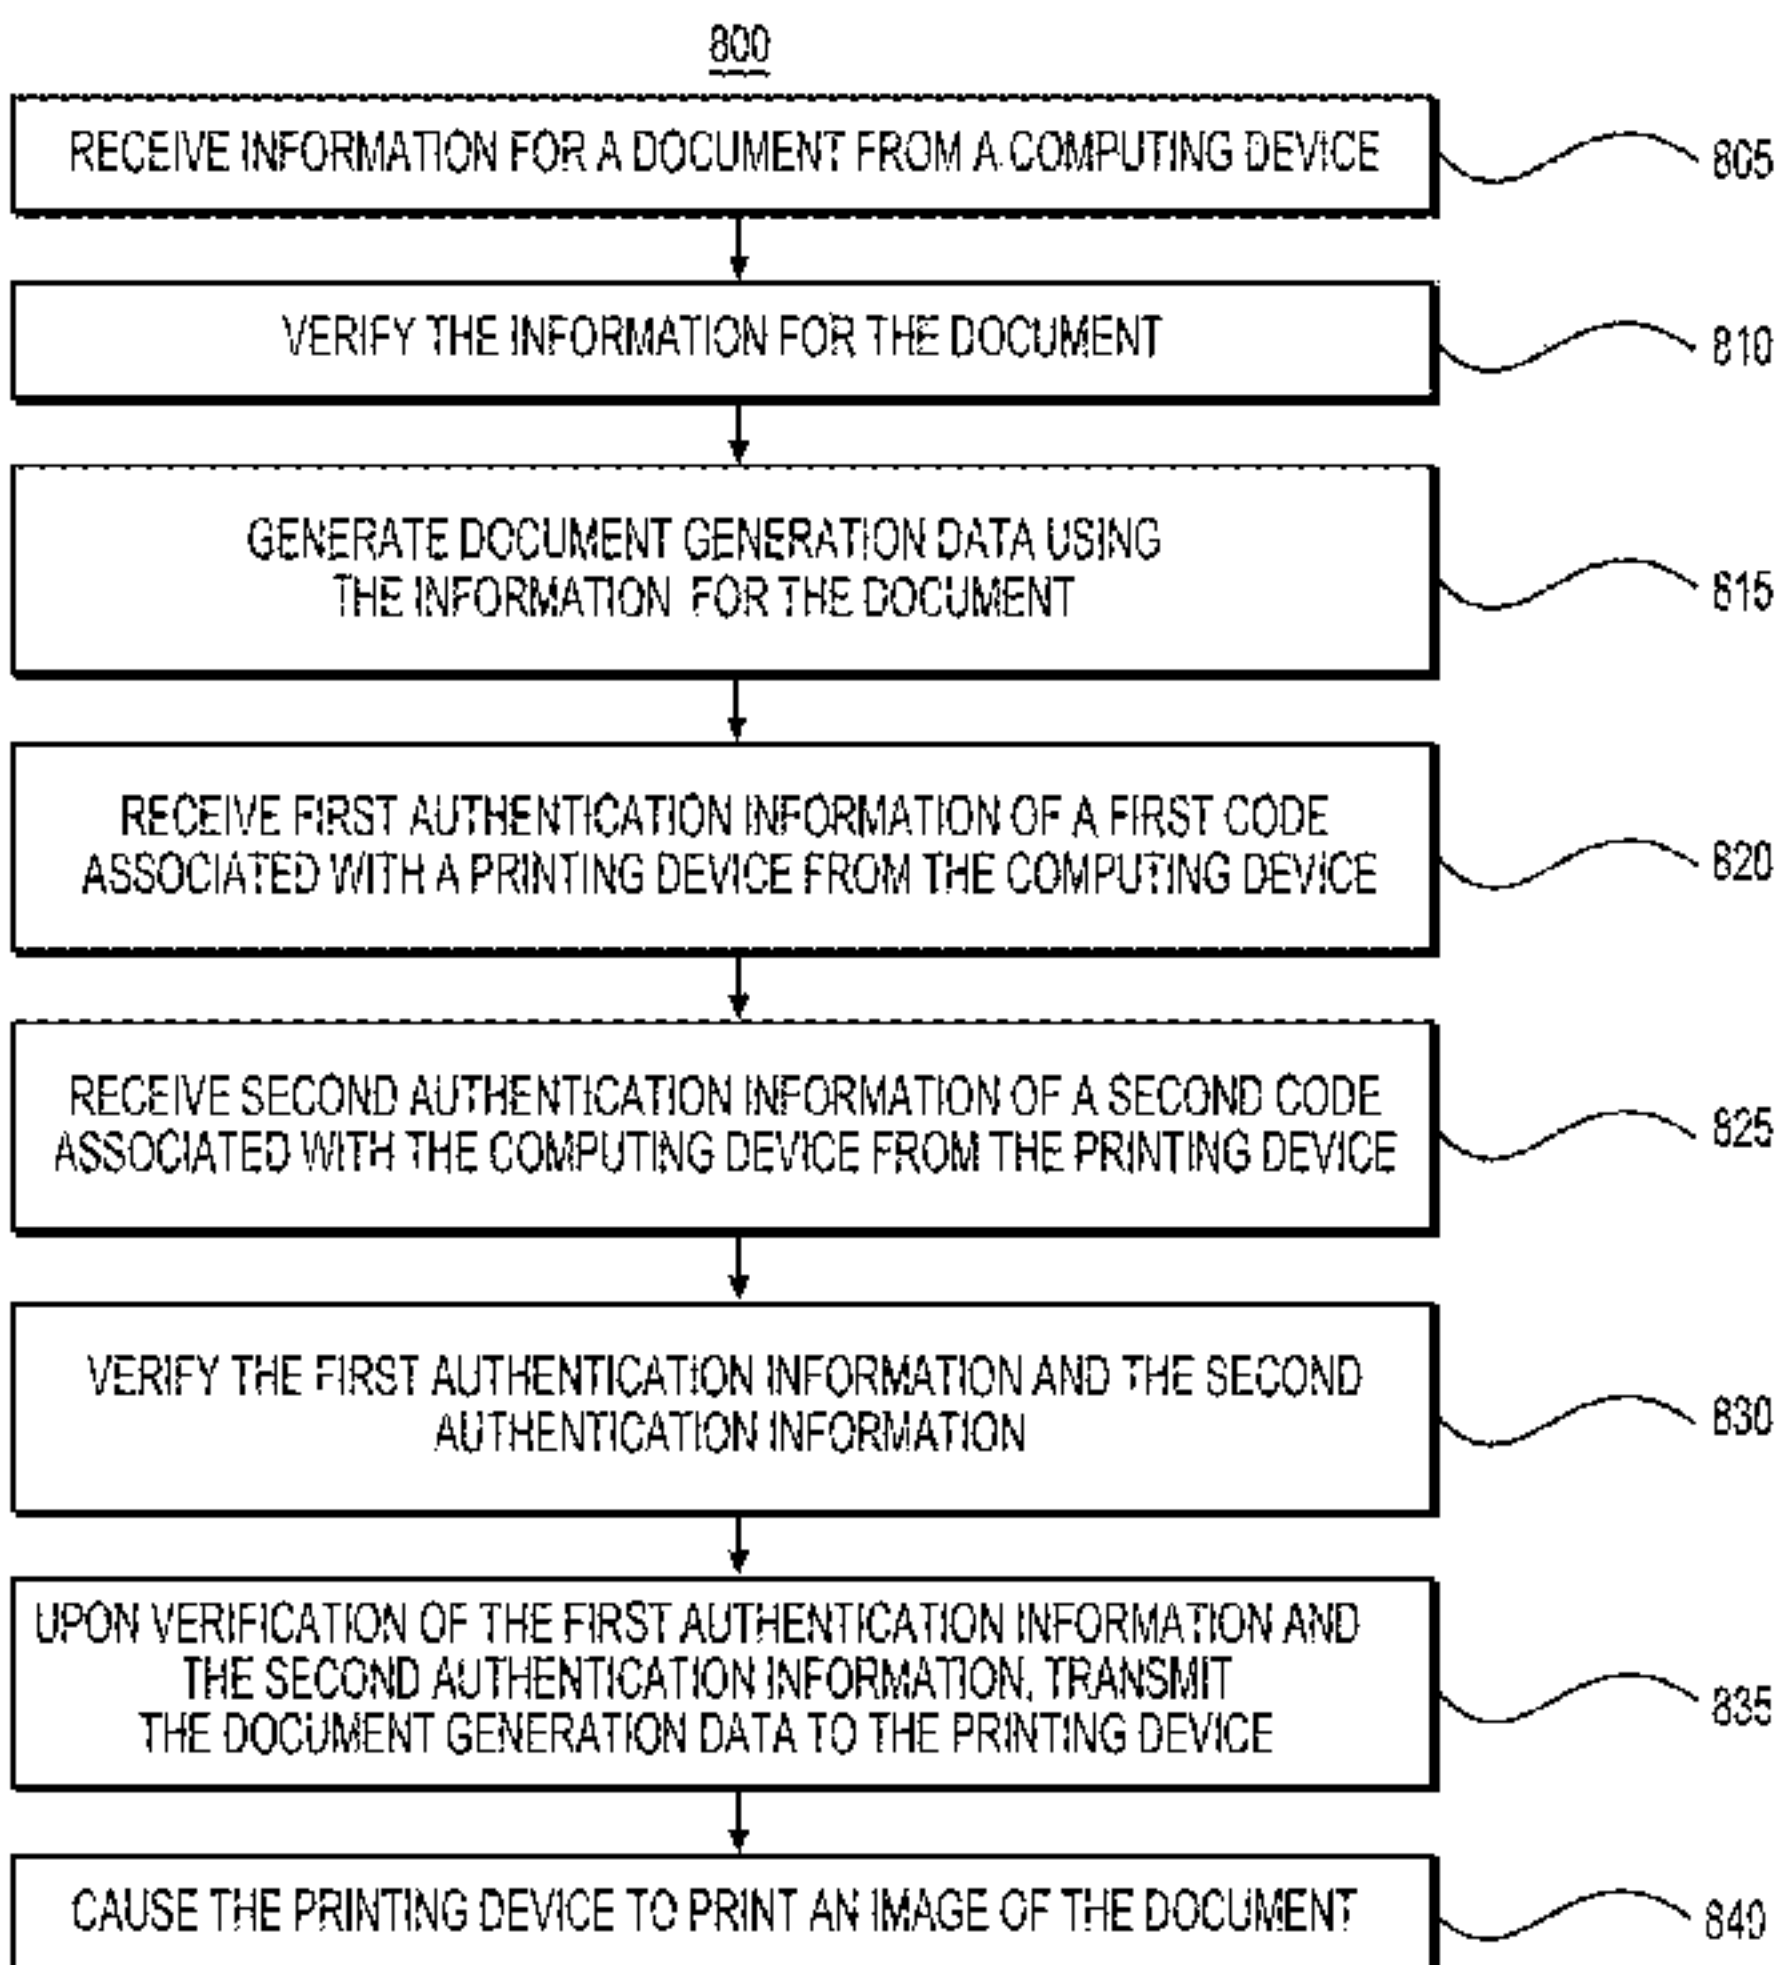 800
RECEIVE INFORMATION FOR A DOCUMENT FROM A COMPUTING DEVICE
805
VERIFY THE INFORMATION FOR THE DOCUMENT
810
GENERATE DOCUMENT GENERATION DATA USING
THE INFORMATION FOR THE DOCUMENT
815
RECEIVE FIRST AUTHENTICATION INFORMATION OF A FIRST CODE
ASSOCIATED WITH A PRINTING DEVICE FROM THE COMPUTING DEVICE
820
RECEIVE SECOND AUTHENTICATION INFORMATION OF A SECOND CODE
ASSOCIATED WITH THE COMPUTING DEVICE FROM THE PRINTING DEVICE
825
VERIFY THE FIRST AUTHENTICATION INFORMATION AND THE SECOND
AUTHENTICATION INFORMATION
830
UPON VERIFICATION OF THE FIRST AUTHENTICATION INFORMATION AND
THE SECOND AUTHENTICATION INFORMATION, TRANSMIT
THE DOCUMENT GENERATION DATA TO THE PRINTING DEVICE
835
CAUSE THE PRINTING DEVICE TO PRINT AN IMAGE OF THE DOCUMENT
840